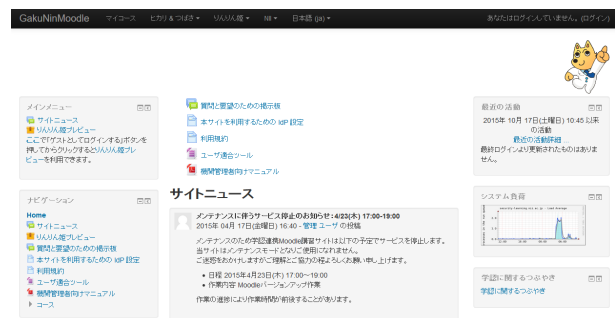 GakuNinMoodle マイコース ヒカリ & つばさ りんりん姫 NII 日本語 (ja) あなたはログインしていません。(ログイン)
メインメニュー
サイトニュース
りんりん姫プレビュー
ここで「ゲストとしてログインする」ボタンを
押してからクリックするとりんりん姫プレ
ビューを利用できます。
ナビゲーション
Home
サイトニュース
りんりん姫プレビュー
質問と要望のための掲示板
本サイトを利用するための IdP 設定
利用規約
ユーザ適合ツール
機関管理者向けマニュアル
コース
質問と要望のための掲示板
本サイトを利用するための IdP 設定
利用規約
ユーザ適合ツール
機関管理者向けマニュアル
サイトニュース
メンテナンスに伴うサービス停止のお知らせ:4/23(木) 17:00-19:00
2015年 04月 17日(金曜日) 16:40 - 管理 ユーザ の投稿
メンテナンスのため学認連携Moodle講習サイトは以下の予定でサービスを停止します。
当サイトはメンテナンスモードとなりご使用になれません。
ご迷惑をおかけしますがご理解とご協力の程よろしくお願い申し上げます。
日程 2015年4月23日(木) 17:00~19:00
作業内容 Moodleバージョンアップ作業
作業の進捗により作業時間が前後することがあります。
最近の活動
2015年 10月 17日(土曜日) 10:45 以来
の活動
最近の活動詳細 ...
最終ログインより更新されたものはありま
せん。
システム負荷
学認に関するつぶやき
学認に関するつぶやき